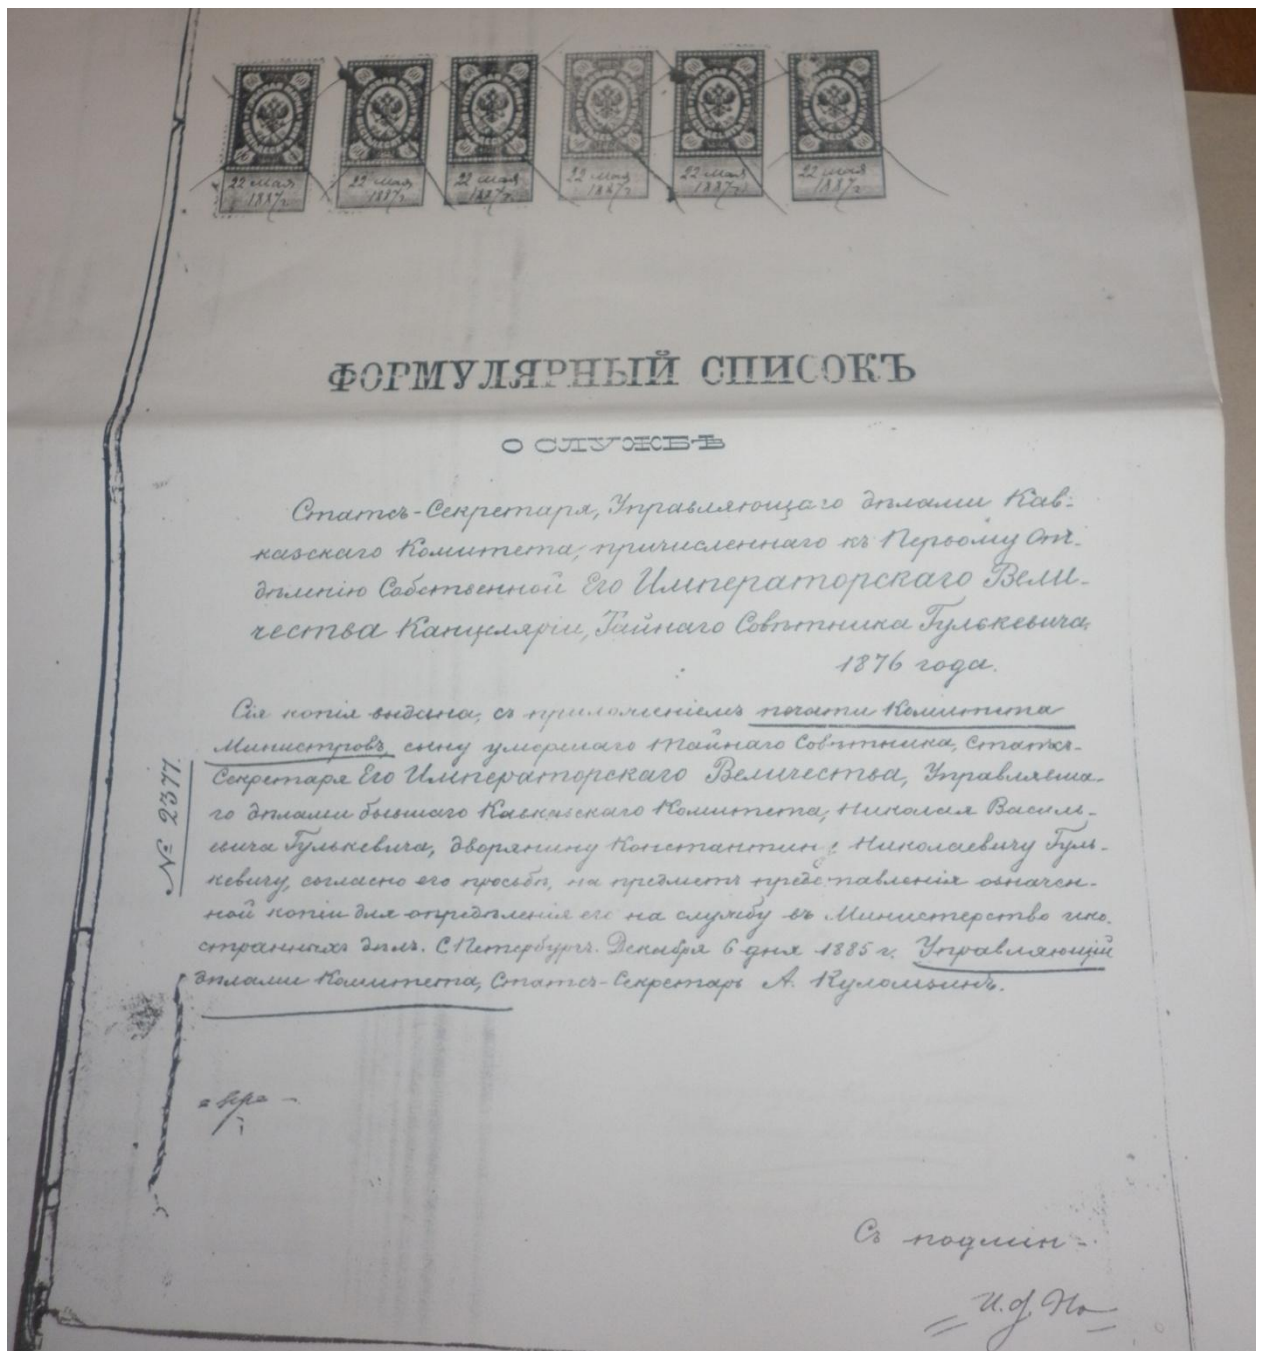 22 мая 1887 г.
22 мая 1887 г.
22 мая 1887 г.
22 мая 1887 г.
22 мая 1887 г.
22 мая 1887 г.
ФОРМУЛЯРНЫЙ СПИСОКЪ
О СЛУЖБѢ
Статсъ-Секретаря, Управляющаго дѣлами Кав-
казскаго Комитета, причисленнаго къ Первому Отъ-
дѣленію Собственной Его Императорскаго Вели-
чества Канцеляріи, Тайнаго Совѣтника Гулькевича,
1876 года.
Сія копія выдана, съ приложеніемъ печати Комитета
Министровъ, сыну умершаго Тайнаго Совѣтника, Статсъ-
Секретаря Его Императорскаго Величества, Управлявша-
го дѣлами бывшаго Кавказскаго Комитета, Николая Василь-
евича Гулькевича, дворянину Константину Николаевичу Гуль-
кевичу, согласно его просьбѣ, на предметъ представленія означен-
ной копіи для опредѣленія его на службу въ Министерство ино-
странныхъ дѣлъ. С Петербургъ. Декабря 6 дня 1885 г. Управляющій
дѣлами Комитета, Статсъ-Секретарь А. Куломзинъ.
№ 2377.
Съ подлин-